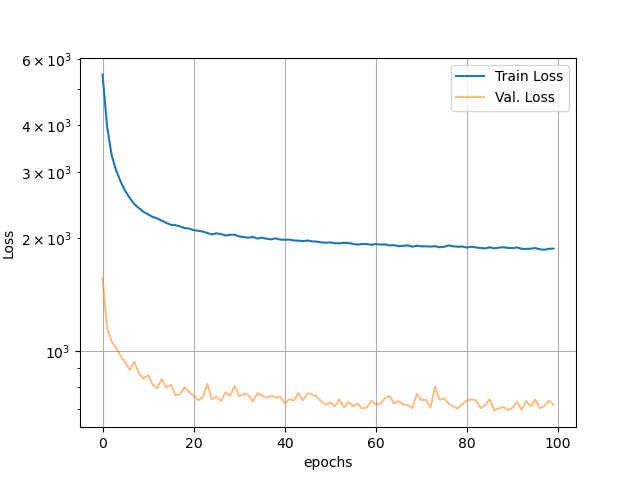 6 × 10³
4 × 10³
3 × 10³
2 × 10³
10³
Loss
0 20 40 60 80 100
epochs
Train Loss
Val. Loss